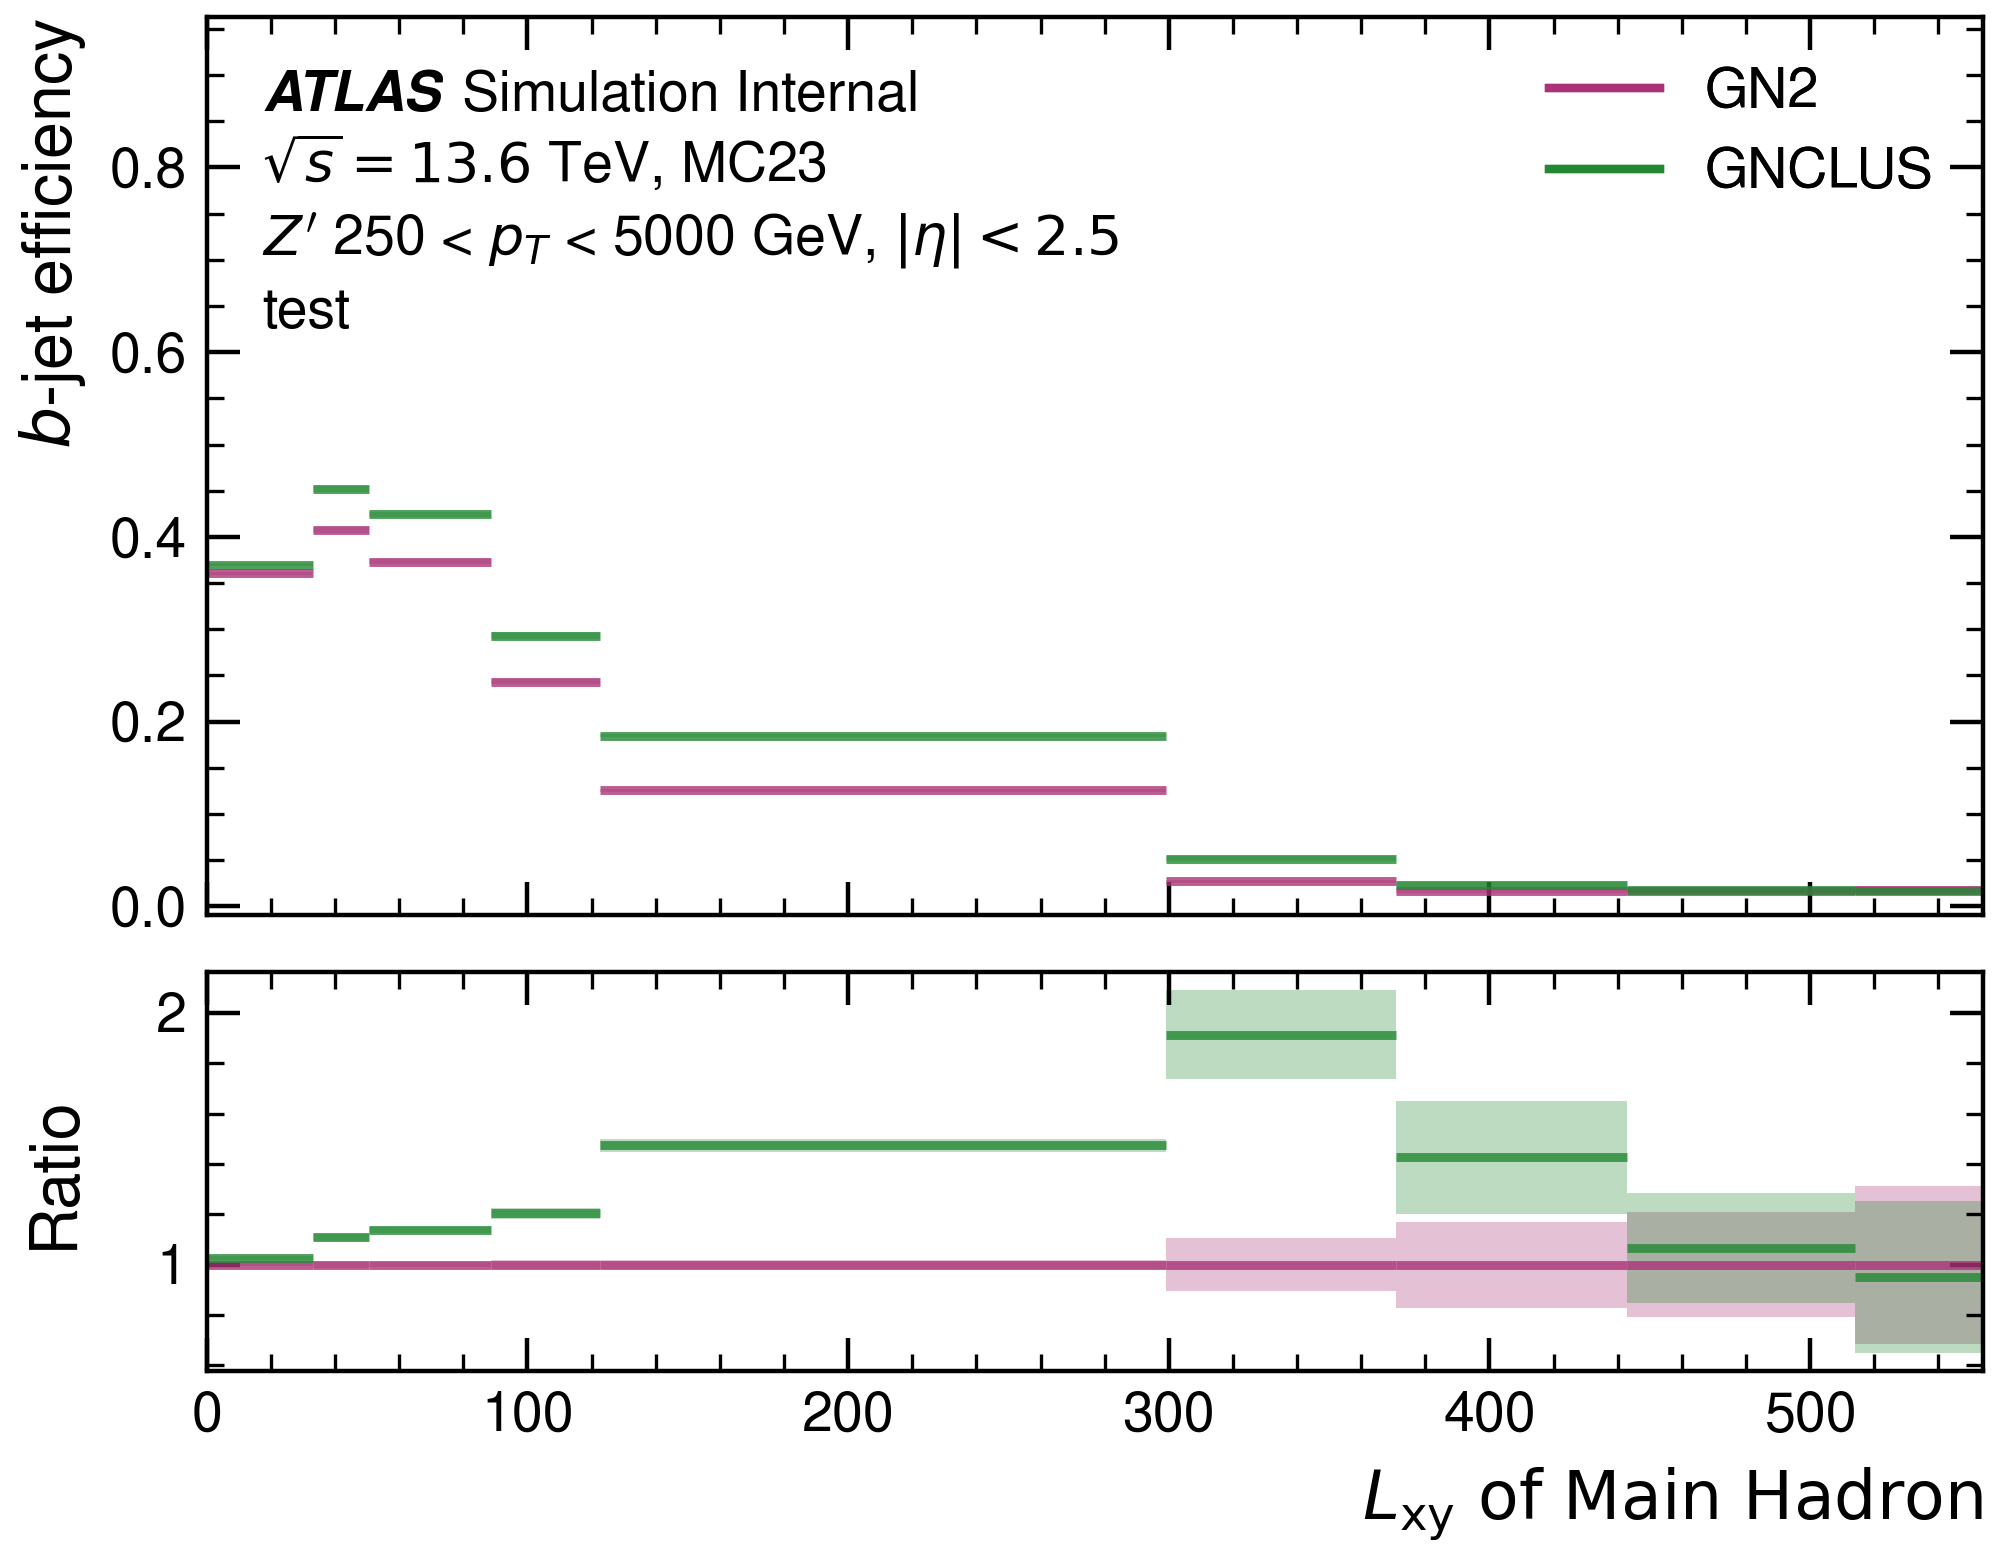 b-jet efficiency
ATLAS Simulation Internal
√s = 13.6 TeV, MC23
Z′ 250 < p_T < 5000 GeV, |η| < 2.5
test
GN2
GNCLUS
0.8
0.6
0.4
0.2
0.0
Ratio
2
1
0 100 200 300 400 500
L_xy of Main Hadron